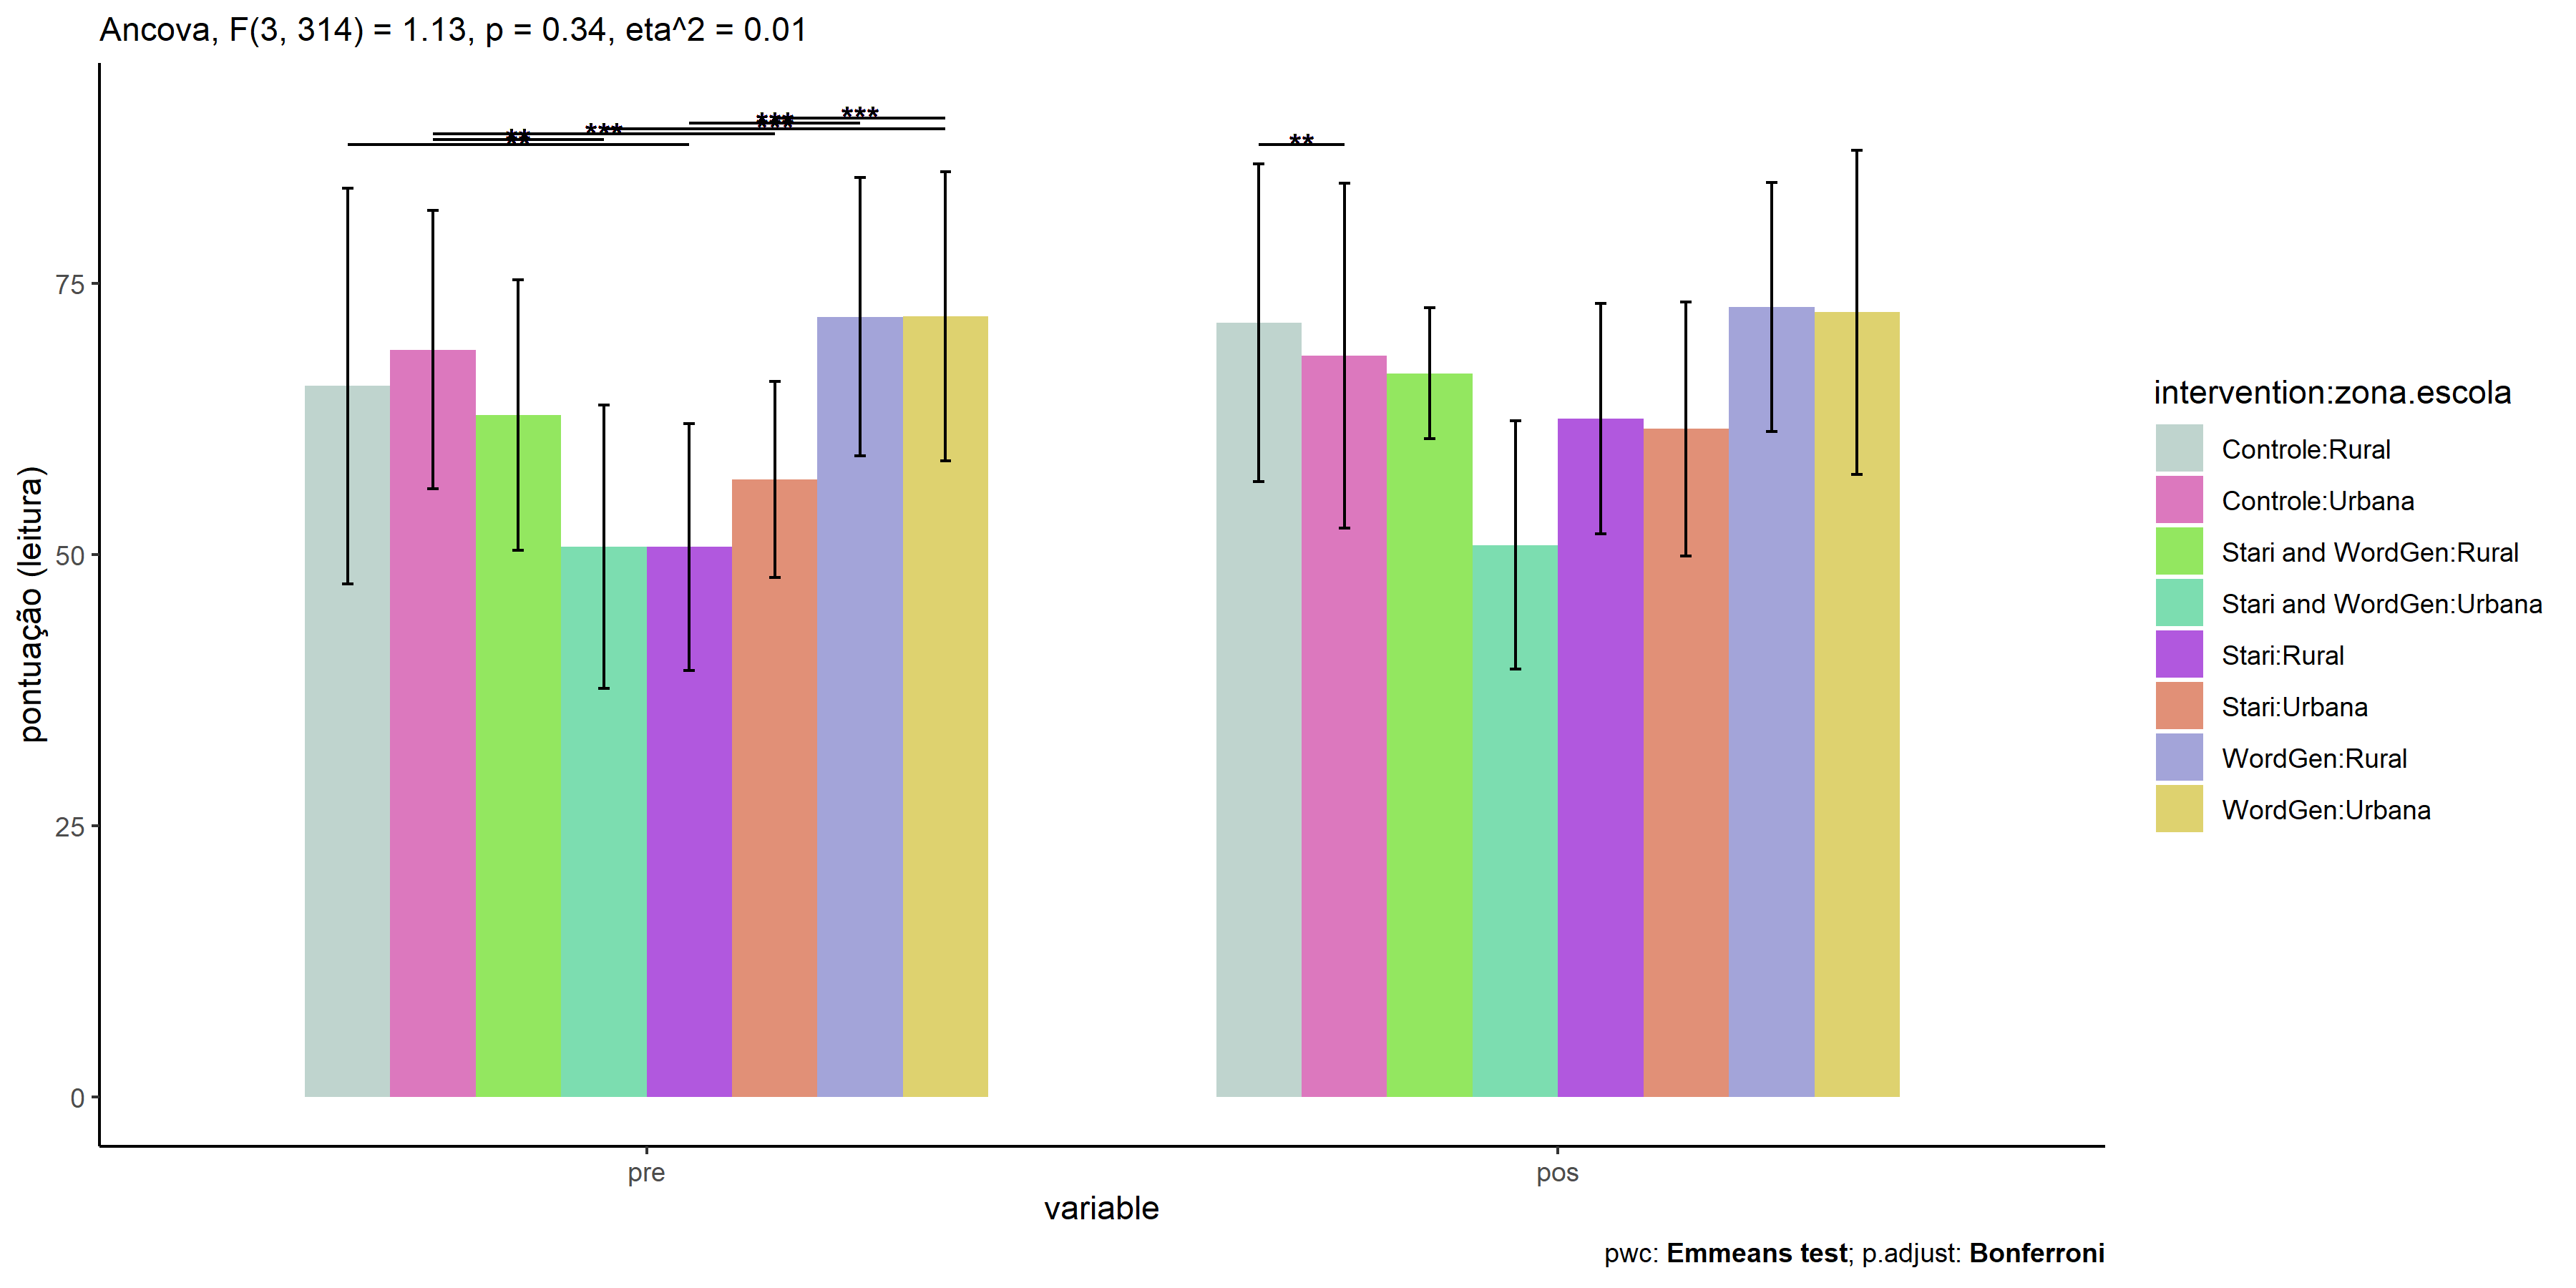 Ancova, F(3, 314) = 1.13, p = 0.34, eta^2 = 0.01
*** *** ***
*** **
**
75
50
25
0
pontuação (leitura)
pre pos
variable
pwc: Emmeans test; p.adjust: Bonferroni
intervention:zona.escola
Controle:Rural
Controle:Urbana
Stari and WordGen:Rural
Stari and WordGen:Urbana
Stari:Rural
Stari:Urbana
WordGen:Rural
WordGen:Urbana